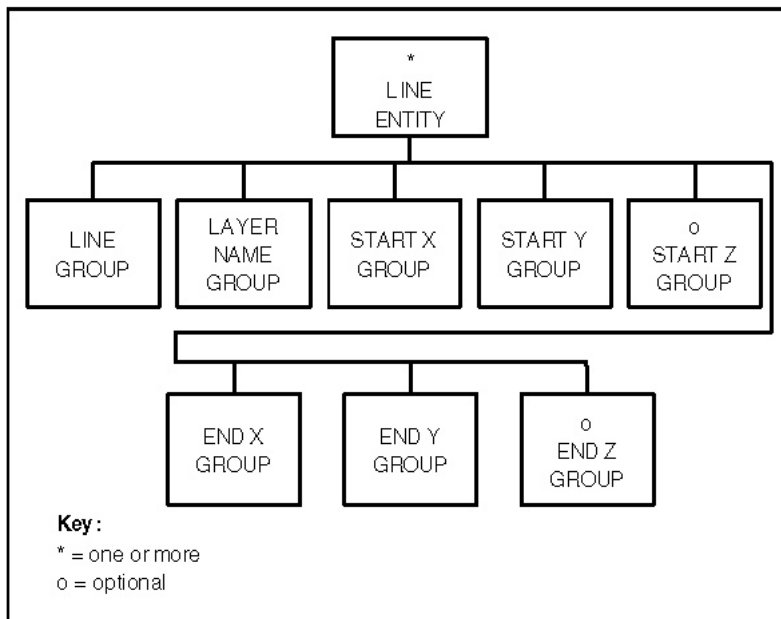 *
LINE
ENTITY
LINE
GROUP
LAYER
NAME
GROUP
START X
GROUP
START Y
GROUP
o
START Z
GROUP
END X
GROUP
END Y
GROUP
o
END Z
GROUP
Key :
* = one or more
o = optional